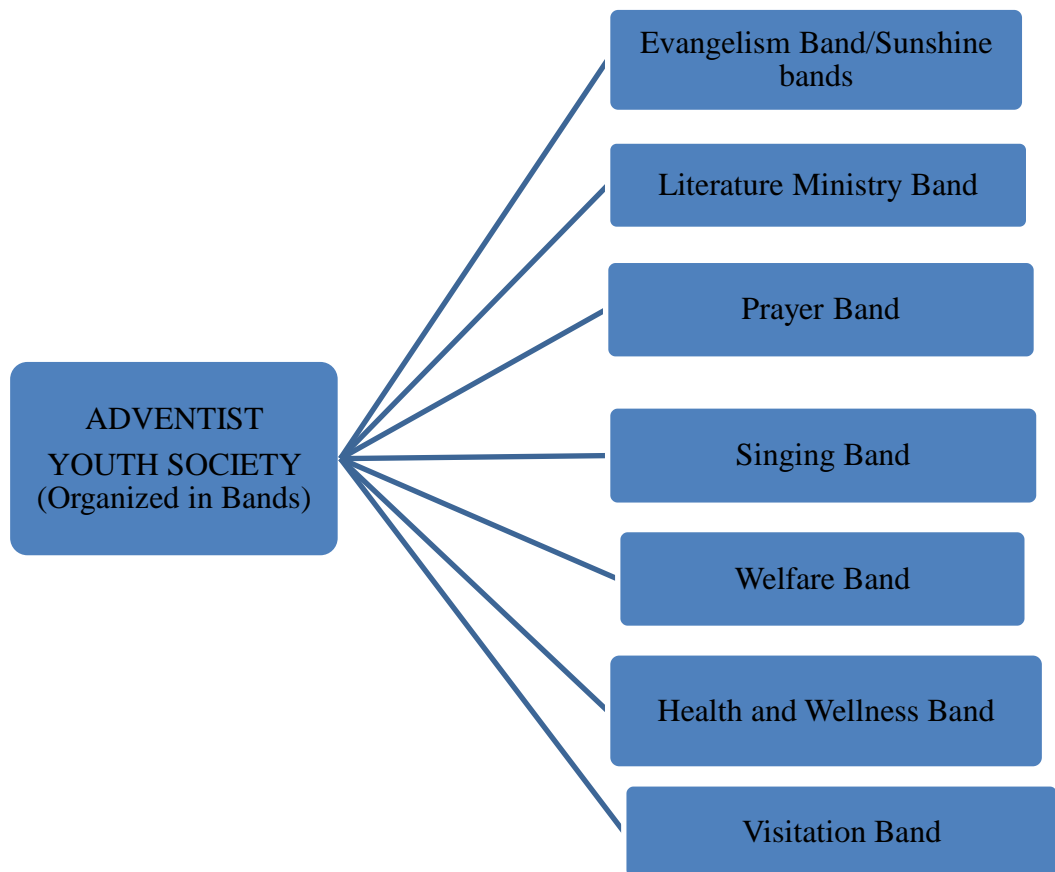 Evangelism Band/Sunshine
bands
Literature Ministry Band
Prayer Band
ADVENTIST
YOUTH SOCIETY
(Organized in Bands)
Singing Band
Welfare Band
Health and Wellness Band
Visitation Band